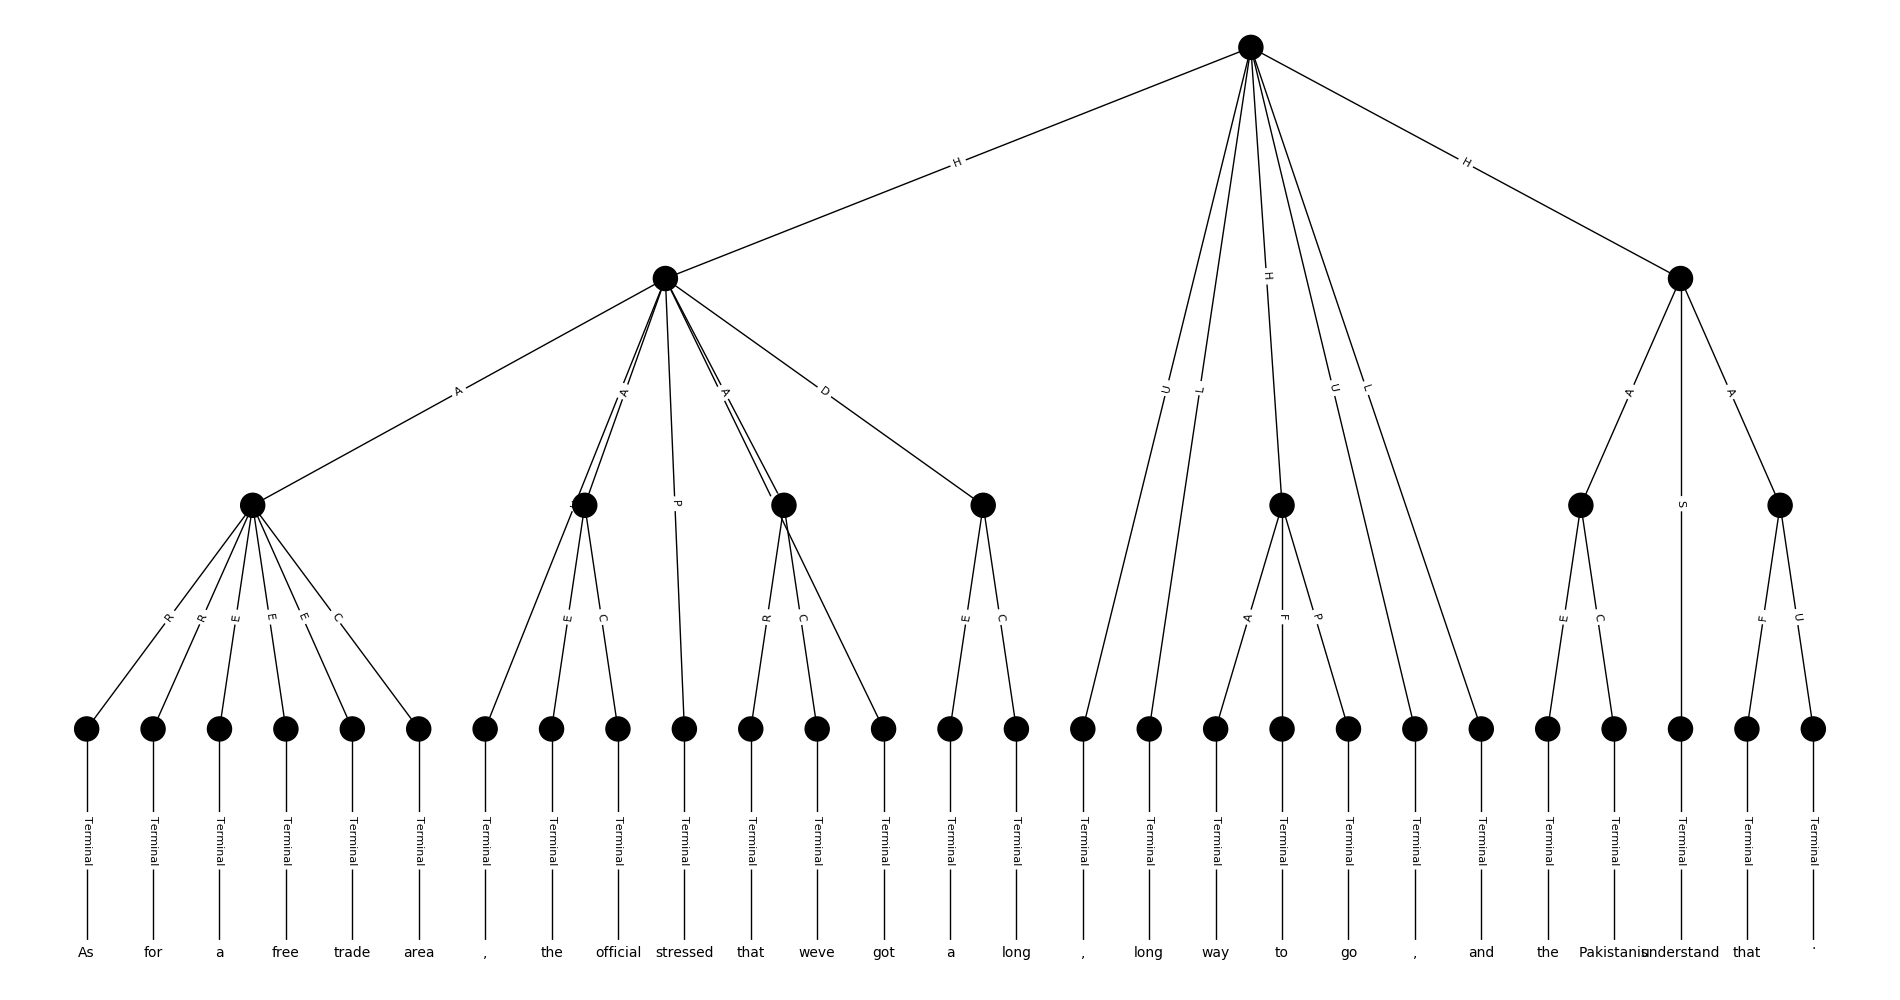 H H
H
A A A D U L U L A A
P S
R R E E E C E C R C E C A F P E C F U
Terminal Terminal Terminal Terminal Terminal Terminal Terminal Terminal Terminal Terminal Terminal Terminal Terminal Terminal Terminal Terminal Terminal Terminal Terminal Terminal Terminal Terminal Terminal Terminal Terminal Terminal Terminal
As for a free trade area , the official stressed that weve got a long , long way to go , and the Pakistanis understand that .